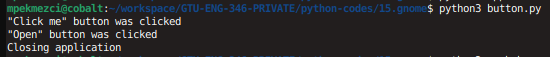 mpekmezci@cobalt:~/workspace/GTU-ENG-346-PRIVATE/python-codes/15.gnome$ python3 button.py
"Click me" button was clicked
"Open" button was clicked
Closing application